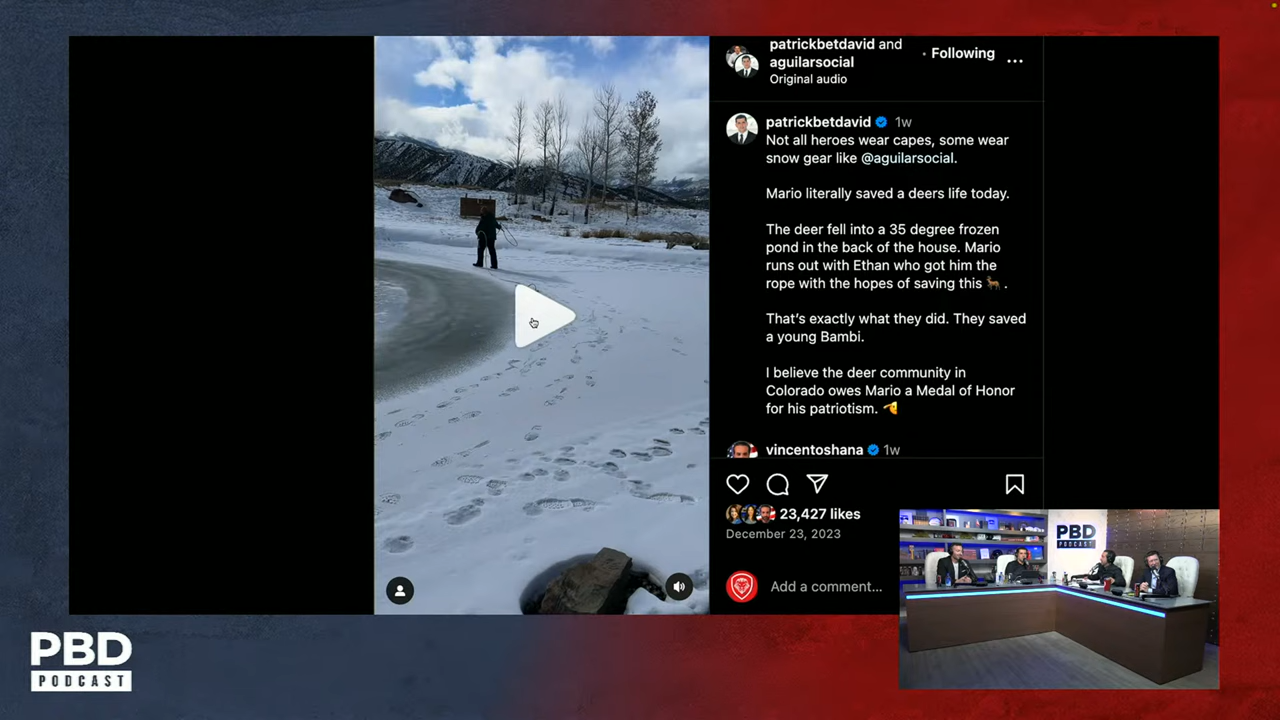 patrickbetdavid and
aguilarsocial
• Following
Original audio
patrickbetdavid 1w
Not all heroes wear capes, some wear
snow gear like @aguilarsocial.
Mario literally saved a deers life today.
The deer fell into a 35 degree frozen
pond in the back of the house. Mario
runs out with Ethan who got him the
rope with the hopes of saving this 🦌 .
That’s exactly what they did. They saved
a young Bambi.
I believe the deer community in
Colorado owes Mario a Medal of Honor
for his patriotism. 🫡
vincentoshana 1w
23,427 likes
December 23, 2023
Add a comment...
PBD
PODCAST
PBD
PODCAST